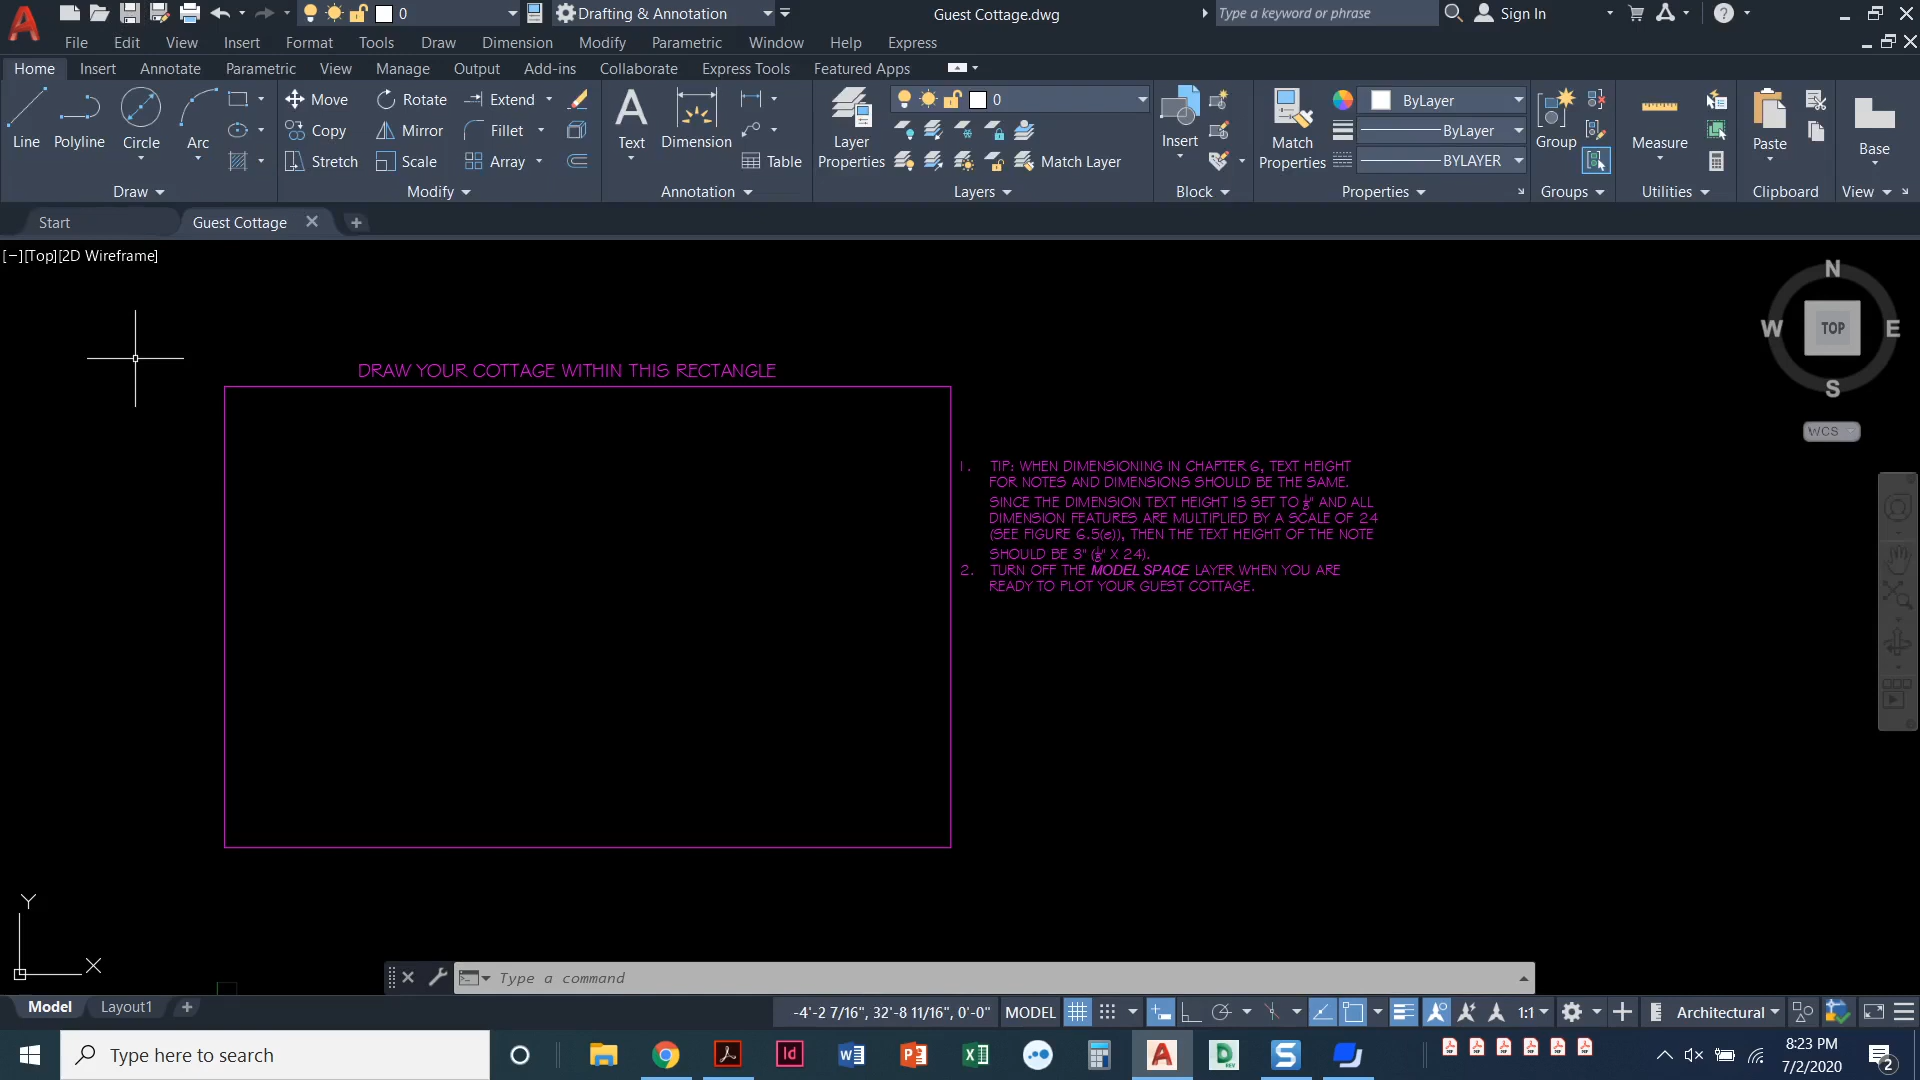 0
Drafting & Annotation
Guest Cottage.dwg
Type a keyword or phrase
Sign In
File Edit View Insert Format Tools Draw Dimension Modify Parametric Window Help Express
Home Insert Annotate Parametric View Manage Output Add-ins Collaborate Express Tools Featured Apps
Line Polyline Circle Arc
Move Rotate Extend
Copy Mirror Fillet
Stretch Scale Array
Text Dimension Table
Layer Properties
0
Match Layer
Insert
Match Properties
ByLayer
ByLayer
BYLAYER
Group
Measure
Paste
Base
Draw Modify Annotation Layers Block Properties Groups Utilities Clipboard View
Start Guest Cottage
[−][Top][2D Wireframe]
N
W TOP E
S
WCS
DRAW YOUR COTTAGE WITHIN THIS RECTANGLE
1. TIP: WHEN DIMENSIONING IN CHAPTER 6, TEXT HEIGHT
FOR NOTES AND DIMENSIONS SHOULD BE THE SAME.
SINCE THE DIMENSION TEXT HEIGHT IS SET TO ⅛" AND ALL
DIMENSION FEATURES ARE MULTIPLIED BY A SCALE OF 24
(SEE FIGURE 6.5(e)), THEN THE TEXT HEIGHT OF THE NOTE
SHOULD BE 3" (⅛" X 24).
2. TURN OFF THE MODEL SPACE LAYER WHEN YOU ARE
READY TO PLOT YOUR GUEST COTTAGE.
Y
X
Type a command
Model Layout1
-4'-2 7/16", 32'-8 11/16", 0'-0" MODEL 1:1 Architectural
Type here to search
8:23 PM
7/2/2020
2